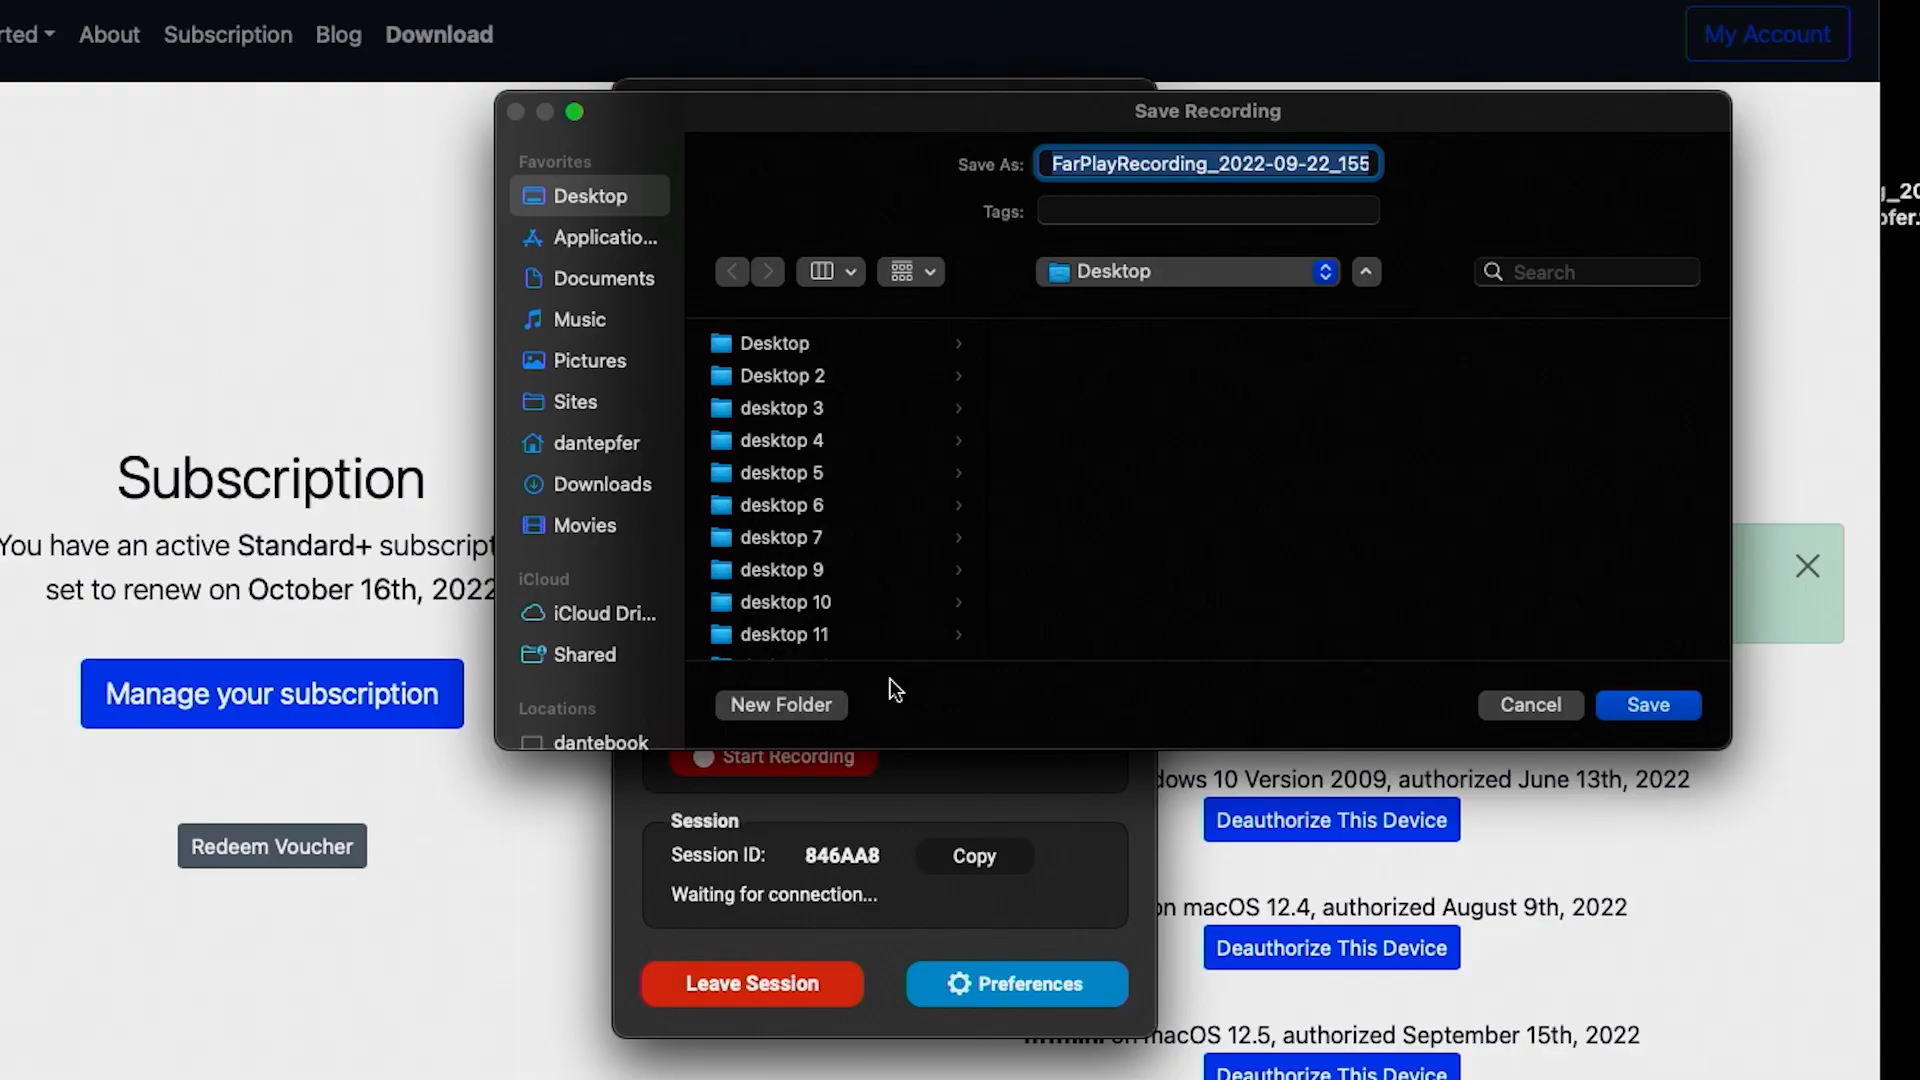 rted About Subscription Blog Download My Account
Save Recording
Favorites
Save As: FarPlayRecording_2022-09-22_155
Desktop
Tags:
Applicatio...
Documents
Desktop
Search
Music
Desktop
Pictures
Desktop 2
Sites
desktop 3
dantepfer
desktop 4
Downloads
desktop 5
desktop 6
Movies
desktop 7
iCloud
desktop 9
iCloud Dri...
desktop 10
Shared
desktop 11
Locations
New Folder
Cancel
Save
dantebook
g_20
pfer.
Subscription
You have an active Standard+ subscript
set to renew on October 16th, 2022
Manage your subscription
Redeem Voucher
Start Recording
Session
Session ID: 846AA8 Copy
Waiting for connection...
Leave Session
Preferences
dows 10 Version 2009, authorized June 13th, 2022
Deauthorize This Device
on macOS 12.4, authorized August 9th, 2022
Deauthorize This Device
macOS 12.5, authorized September 15th, 2022
Deauthorize This Device